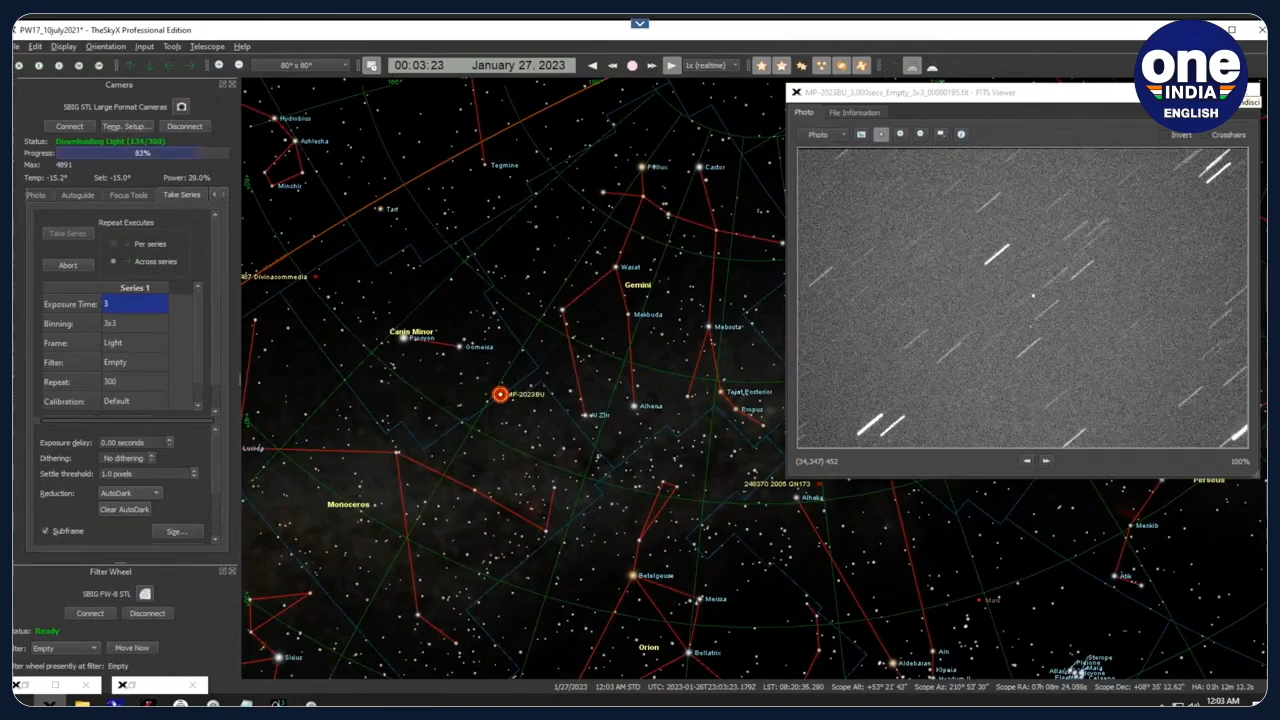 PW17_10july2021* - TheSkyX Professional Edition
Edit Display Orientation Input Tools Telescope Help
80° x 80°
00:03:23 January 27, 2023
1x (realtime)
one
INDIA
ENGLISH
Camera
SBIG STL Large Format Cameras
Connect Temp. Setup... Disconnect
Status: Downloading Light (134/300)
Progress: 83%
Max: 4891
Temp: -15.2° Set: -15.0° Power: 29.0%
Photo Autoguide Focus Tools Take Series
Repeat Executes
Take Series
Per series
Abort
Across series
Series 1
Exposure Time: 3
Binning: 3x3
Frame: Light
Filter: Empty
Repeat: 300
Calibration: Default
Exposure delay: 0.00 seconds
Dithering: No dithering
Settle threshold: 1.0 pixels
Reduction: AutoDark
Clear AutoDark
Subframe Size...
Filter Wheel
SBIG FW-8 STL
Connect Disconnect
Ready
Empty Move Now
filter wheel presently at filter: Empty
MP-2023BU_3.000secs_Empty_3x3_00000195.fit - FITS Viewer
Photo File Information
Photo
Invert Crosshairs
(34,347) 452
100%
Hydrobius
Ashlesha
Tegmine
Minchir
Tarf
Pollux
Castor
Wasat
Gemini
Mekbuda
Mebsuta
Canis Minor
Procyon
Gomeisa
MP-2023BU
Tejat Posterior
Propus
Alhena
Al Zirr
Monoceros
248370 2005 QN173
Alheka
Perseus
Menkib
Atik
Betelgeuse
Meissa
Orion
Bellatrix
Aldebaran
Ain
Sterope
Sirius
1/27/2023 12:03 AM STD UTC: 2023-01-26T23:03:23.179Z LST: 08:20:36.280 Scope Alt: +53° 21' 42" Scope Az: 210° 53' 30" Scope RA: 07h 08m 24.086s Scope Dec: +08° 35' 12.62" HA: 01h 12m 12.2s
12:03 AM